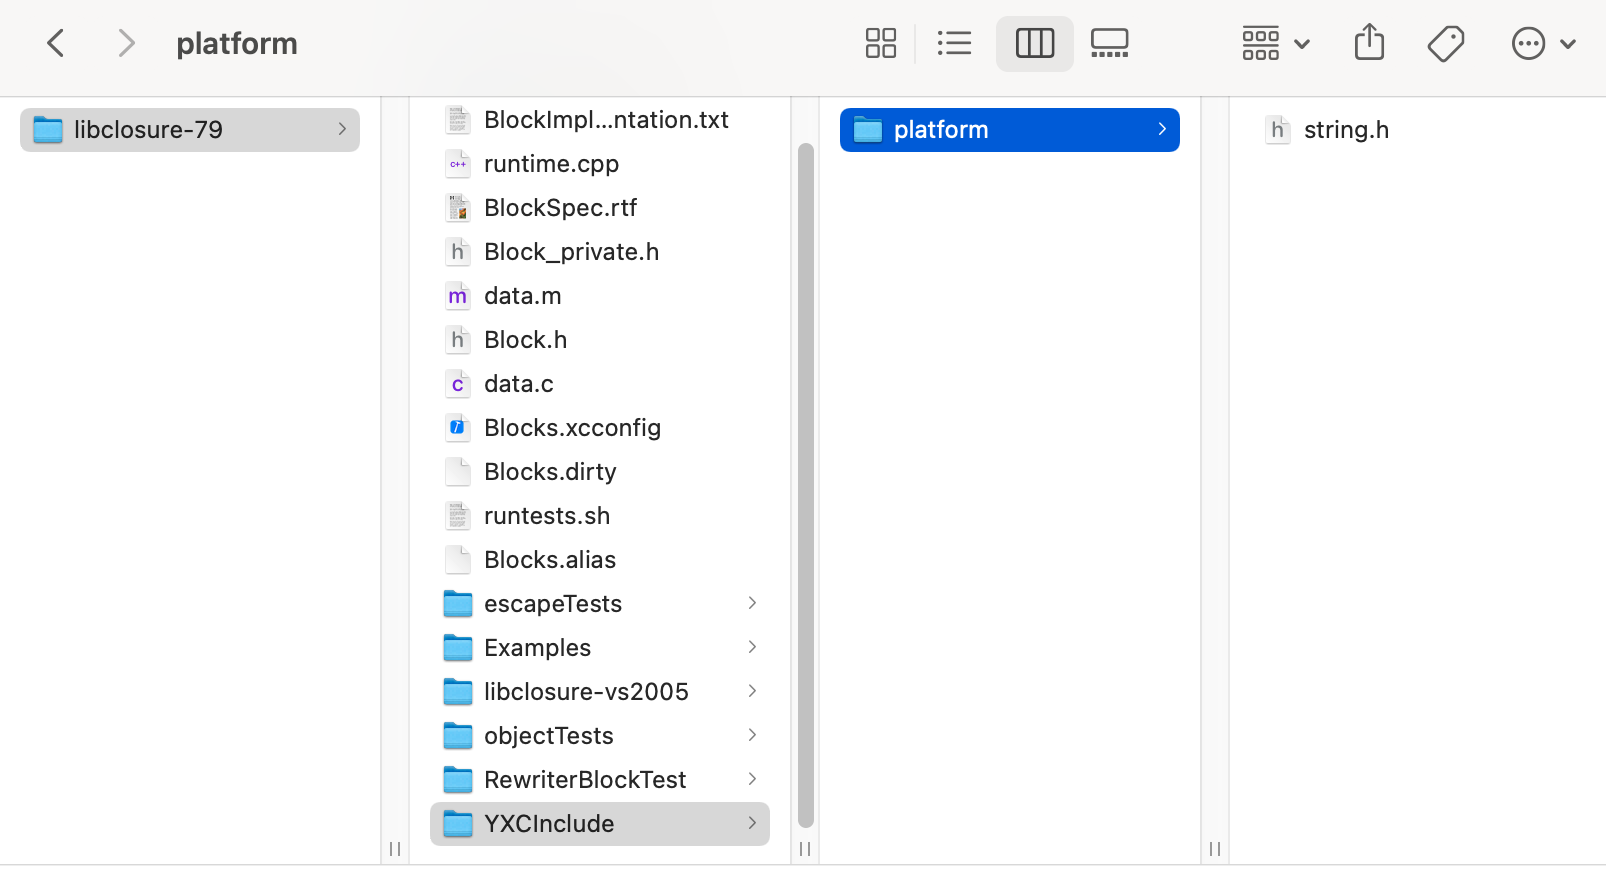 platform
libclosure-79
BlockImpl...ntation.txt
runtime.cpp
BlockSpec.rtf
Block_private.h
data.m
Block.h
data.c
Blocks.xcconfig
Blocks.dirty
runtests.sh
Blocks.alias
escapeTests
Examples
libclosure-vs2005
objectTests
RewriterBlockTest
YXCInclude
platform
string.h